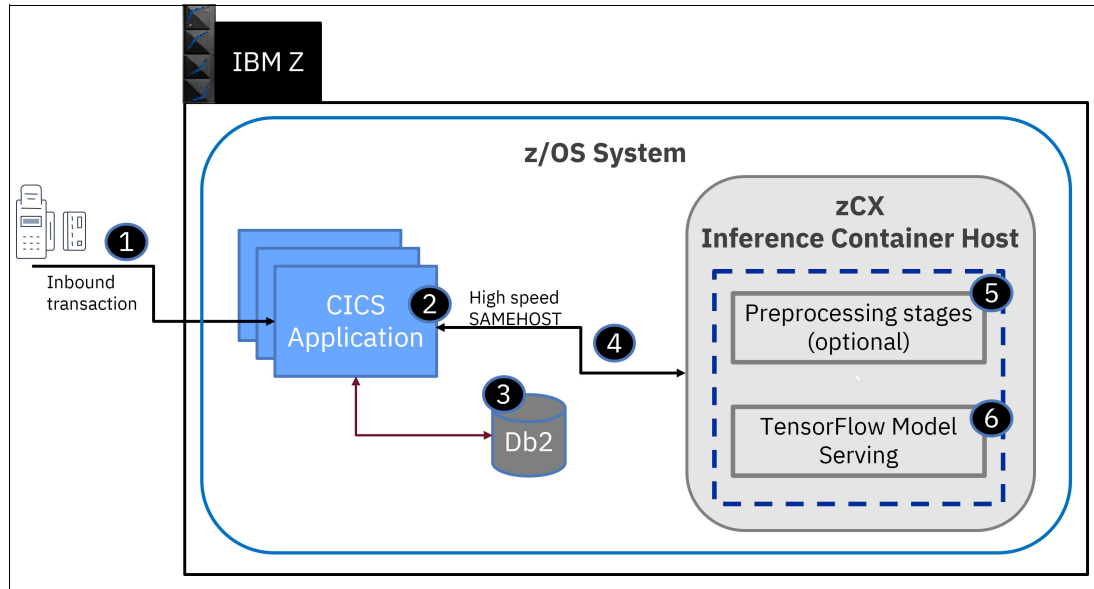 IBM Z
z/OS System
1
Inbound
transaction
CICS
Application
2
High speed
SAMEHOST
3
Db2
4
zCX
Inference Container Host
5
Preprocessing stages
(optional)
6
TensorFlow Model
Serving